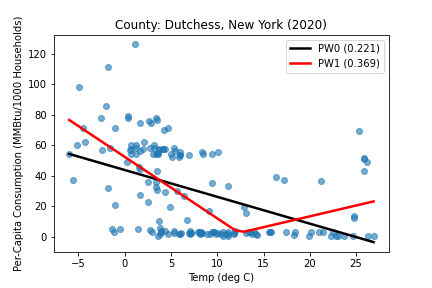 County: Dutchess, New York (2020)
PW0 (0.221)
PW1 (0.369)
Per-Capita Consumption (MMBtu/1000 Households)
120
100
80
60
40
20
0
−5 0 5 10 15 20 25
Temp (deg C)